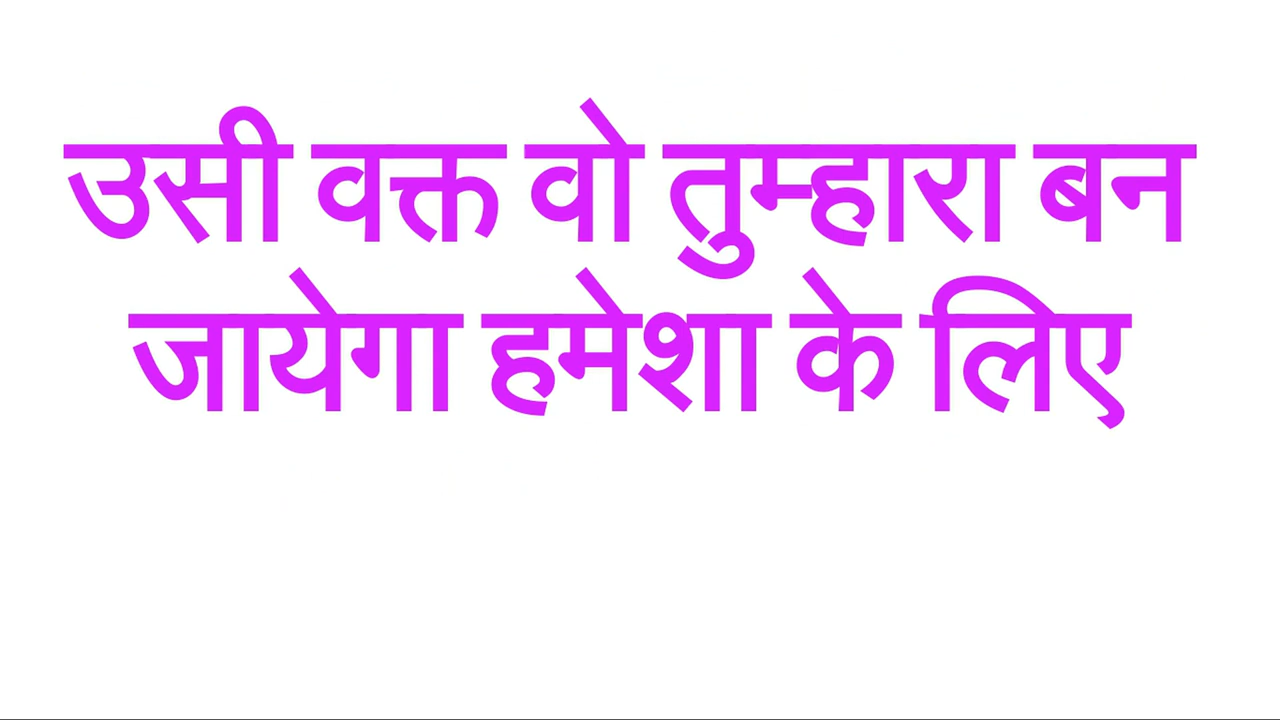 उसी वक्त वो तुम्हारा बन
जायेगा हमेशा के लिए